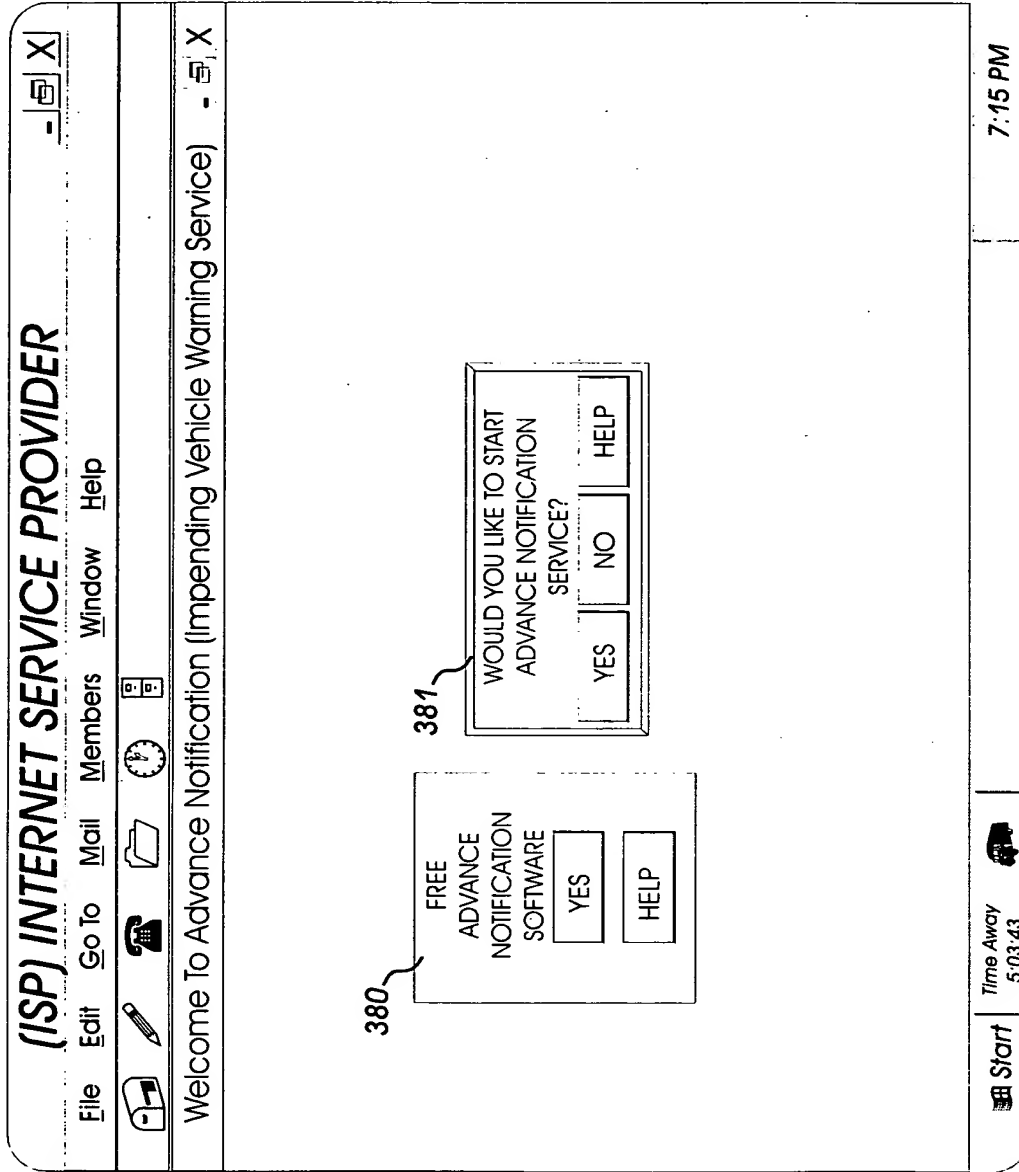 (ISP) INTERNET SERVICE PROVIDER
- X
File Edit Go To Mail Members Window Help
Welcome To Advance Notification (Impending Vehicle Warning Service) - X
380
FREE
ADVANCE
NOTIFICATION
SOFTWARE
YES
HELP
381
WOULD YOU LIKE TO START
ADVANCE NOTIFICATION
SERVICE?
YES NO HELP
Start
Time Away
5:03:43
7:15 PM